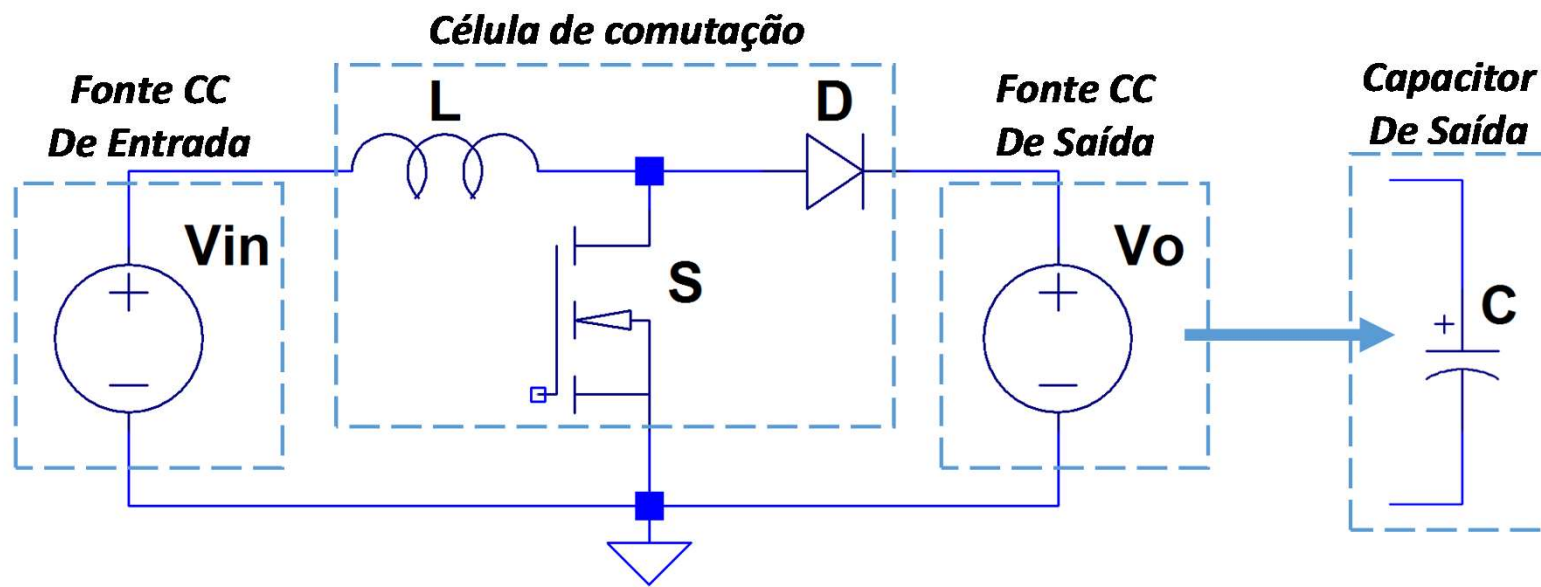 Célula de comutação
Fonte CC
De Entrada
L
D
Fonte CC
De Saída
Capacitor
De Saída
Vin
+
S
Vo
+
+
C